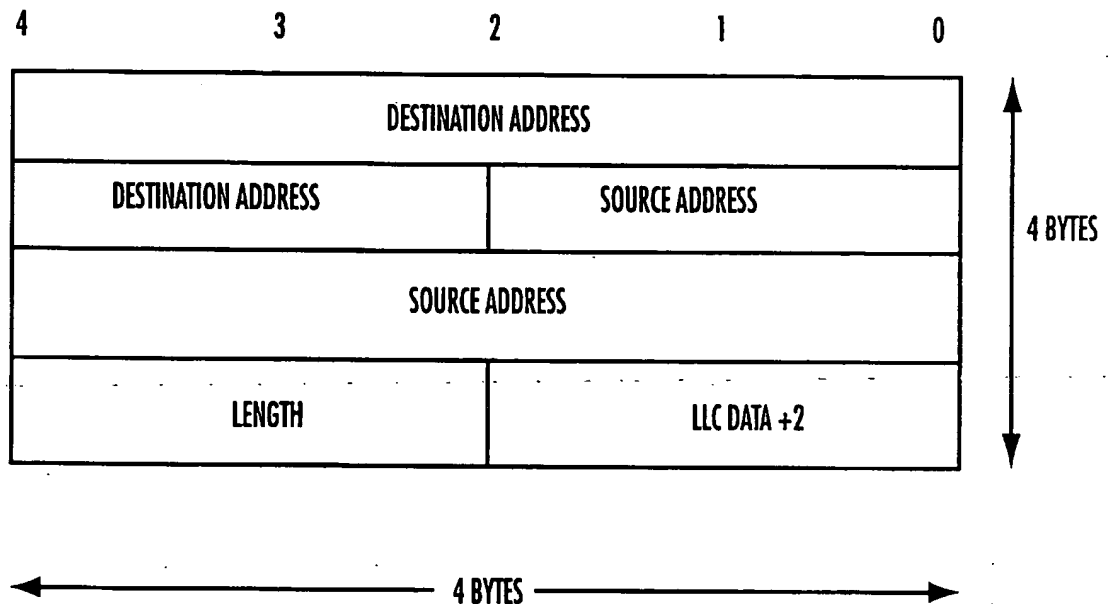 4 3 2 1 0
DESTINATION ADDRESS
DESTINATION ADDRESS SOURCE ADDRESS
4 BYTES
SOURCE ADDRESS
LENGTH LLC DATA +2
4 BYTES